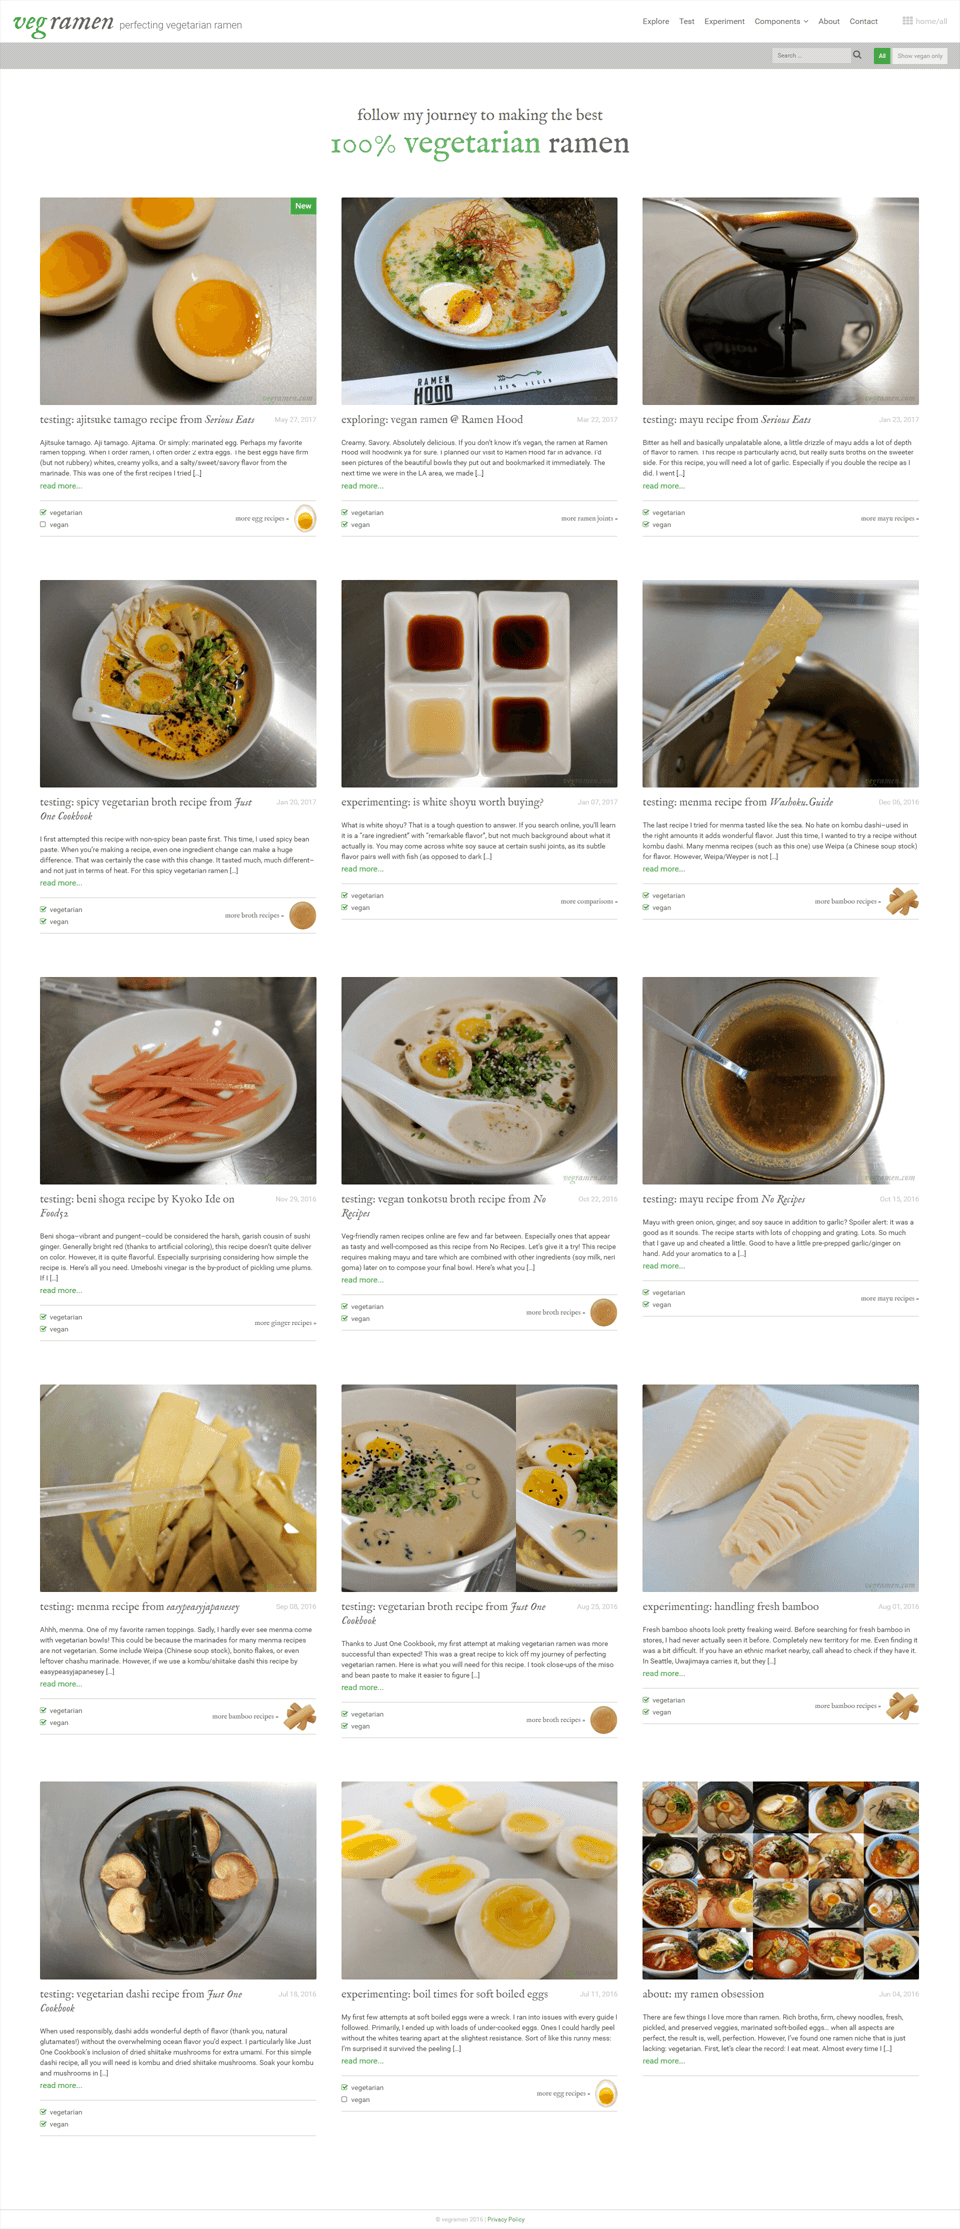 vegramen perfecting vegetarian ramen
Explore Test Experiment Components About Contact home/all
Search ... All Show vegan only
follow my journey to making the best
100% vegetarian ramen
New
vegramen.com
RAMEN HOOD
100% VEGAN
vegramen.com
vegramen.com
testing: ajitsuke tamago recipe from Serious Eats May 27, 2017
Ajitsuke tamago. Aji tamago. Ajitama. Or simply: marinated egg. Perhaps my favorite
ramen topping. When I order ramen, I often order 2 extra eggs. The best eggs have firm
(but not rubbery) whites, creamy yolks, and a salty/sweet/savory flavor from the
marinade. This was one of the first recipes I tried [...]
read more...
vegetarian
vegan
more egg recipes »
exploring: vegan ramen @ Ramen Hood Mar 23, 2017
Creamy. Savory. Absolutely delicious. If you don't know it's vegan, the ramen at Ramen
Hood will hoodwink ya for sure. I planned our visit to Ramen Hood far in advance. I'd
seen pictures of the beautiful bowls they put out and bookmarked it immediately. The
next time we were in the LA area, we made [...]
read more...
vegetarian
vegan
more ramen joints »
testing: mayu recipe from Serious Eats Jan 23, 2017
Bitter as hell and basically unpalatable alone, a little drizzle of mayu adds a lot of depth
of flavor to ramen. This recipe is particularly acrid, but really suits broths on the sweeter
side. For this recipe, you will need a lot of garlic. Especially if you double the recipe as I
did. I went [...]
read more...
vegetarian
vegan
more mayu recipes »
vegramen.com
vegramen.com
testing: spicy vegetarian broth recipe from Just Jan 20, 2017
One Cookbook
I first attempted this recipe with non-spicy bean paste first. This time, I used spicy bean
paste. When you're making a recipe, even one ingredient change can make a huge
difference. That was certainly the case with this change. It tasted much, much different–
and not just in terms of heat. For this spicy vegetarian ramen [...]
read more...
vegetarian
vegan
more broth recipes »
experimenting: is white shoyu worth buying? Jan 07, 2017
What is white shoyu? That is a tough question to answer. If you search online, you'll learn
it is a "rare ingredient" with "remarkable flavor", but not much background about what it
actually is. You may come across white soy sauce at certain sushi joints, as its subtle
flavor pairs well with fish (as opposed to dark [...]
read more...
vegetarian
vegan
more comparisons »
testing: menma recipe from Washoku.Guide Dec 06, 2016
The last recipe I tried for menma tasted like the sea. No hate on kombu dashi–used in
the right amounts it adds wonderful flavor. Just this time, I wanted to try a recipe without
kombu dashi. Many menma recipes (such as this one) use Weipa (a Chinese soup stock)
for flavor. However, Weipa/Weyper is not [...]
read more...
vegetarian
vegan
more bamboo recipes »
vegramen.com
vegramen.com
testing: beni shoga recipe by Kyoko Ide on Nov 29, 2016
Food52
Beni shoga–vibrant and pungent–could be considered the harsh, garish cousin of sushi
ginger. Generally bright red (thanks to artificial coloring), this recipe doesn't quite deliver
on color. However, it is quite flavorful. Especially surprising considering how simple the
recipe is. Here's all you need. Umeboshi vinegar is the by-product of pickling ume plums.
If I [...]
read more...
vegetarian
vegan
more ginger recipes »
testing: vegan tonkotsu broth recipe from No Oct 22, 2016
Recipes
Veg-friendly ramen recipes online are few and far between. Especially ones that appear
as tasty and well-composed as this recipe from No Recipes. Let's give it a try! This recipe
requires making mayu and tare which are combined with other ingredients (soy milk, neri
goma) later on to compose your final bowl. Here's what you [...]
read more...
vegetarian
vegan
more broth recipes »
testing: mayu recipe from No Recipes Oct 15, 2016
Mayu with green onion, ginger, and soy sauce in addition to garlic? Spoiler alert: it was a
good as it sounds. The recipe starts with lots of chopping and grating. Lots. So much
that I gave up and cheated a little. Good to have a little pre-prepped garlic/ginger on
hand. Add your aromatics to a [...]
read more...
vegetarian
vegan
more mayu recipes »
vegramen.com
testing: menma recipe from easypeasyjapanesey Sep 08, 2016
Ahhh, menma. One of my favorite ramen toppings. Sadly, I hardly ever see menma come
with vegetarian bowls! This could be because the marinades for many menma recipes
are not vegetarian. Some include Weipa (Chinese soup stock), bonito flakes, or even
leftover chashu marinade. However, if we use a kombu/shiitake dashi this recipe by
easypeasyjapanesey [...]
read more...
vegetarian
vegan
more bamboo recipes »
testing: vegetarian broth recipe from Just One Aug 25, 2016
Cookbook
Thanks to Just One Cookbook, my first attempt at making vegetarian ramen was more
successful than expected! This was a great recipe to kick off my journey of perfecting
vegetarian ramen. Here is what you will need for this recipe. I took close-ups of the miso
and bean paste to make it easier to figure [...]
read more...
vegetarian
vegan
more broth recipes »
experimenting: handling fresh bamboo Aug 01, 2016
Fresh bamboo shoots look pretty freaking weird. Before searching for fresh bamboo in
stores, I had never actually seen it before. Completely new territory for me. Even finding it
was a bit difficult. If you have an ethnic market nearby, call ahead to check if they have it.
In Seattle, Uwajimaya carries it, but they [...]
read more...
vegetarian
vegan
more bamboo recipes »
testing: vegetarian dashi recipe from Just One Jul 18, 2016
Cookbook
When used responsibly, dashi adds wonderful depth of flavor (thank you, natural
glutamates!) without the overwhelming ocean flavor you'd expect. I particularly like Just
One Cookbook's inclusion of dried shiitake mushrooms for extra umami. For this simple
dashi recipe, all you will need is kombu and dried shiitake mushrooms. Soak your kombu
and mushrooms in [...]
read more...
vegetarian
vegan
experimenting: boil times for soft boiled eggs Jul 11, 2016
My first few attempts at soft boiled eggs were a wreck. I ran into issues with every guide I
followed. Primarily, I ended up with loads of under-cooked eggs. Ones I could hardly peel
without the whites tearing apart at the slightest resistance. Sort of like this runny mess:
I'm surprised it survived the peeling [...]
read more...
vegetarian
vegan
more egg recipes »
about: my ramen obsession Jun 04, 2016
There are few things I love more than ramen. Rich broths, firm, chewy noodles, fresh,
pickled, and preserved veggies, marinated soft-boiled eggs... when all aspects are
perfect, the result is, well, perfection. However, I've found one ramen niche that is just
lacking: vegetarian. First, let's clear the record: I eat meat. Almost every time I [...]
read more...
© vegramen 2016 | Privacy Policy